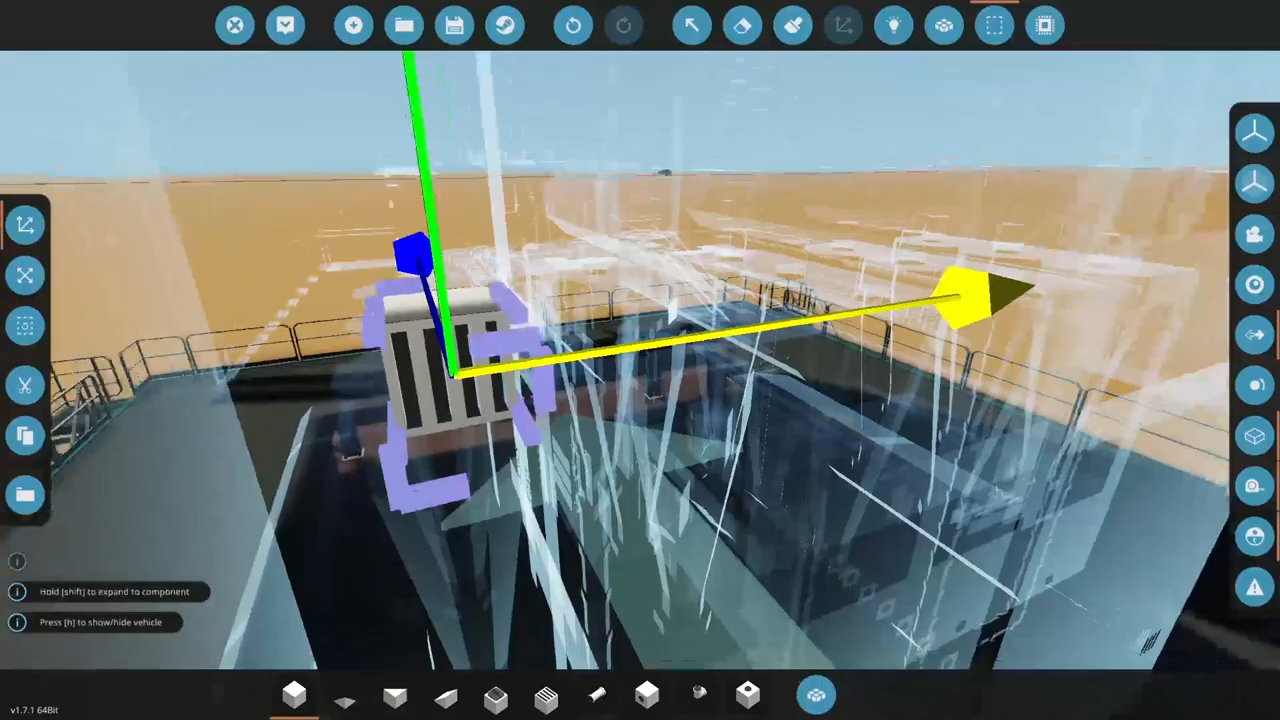 Hold [shift] to expand to component
Press [h] to show/hide vehicle
v1.7.1 64Bit